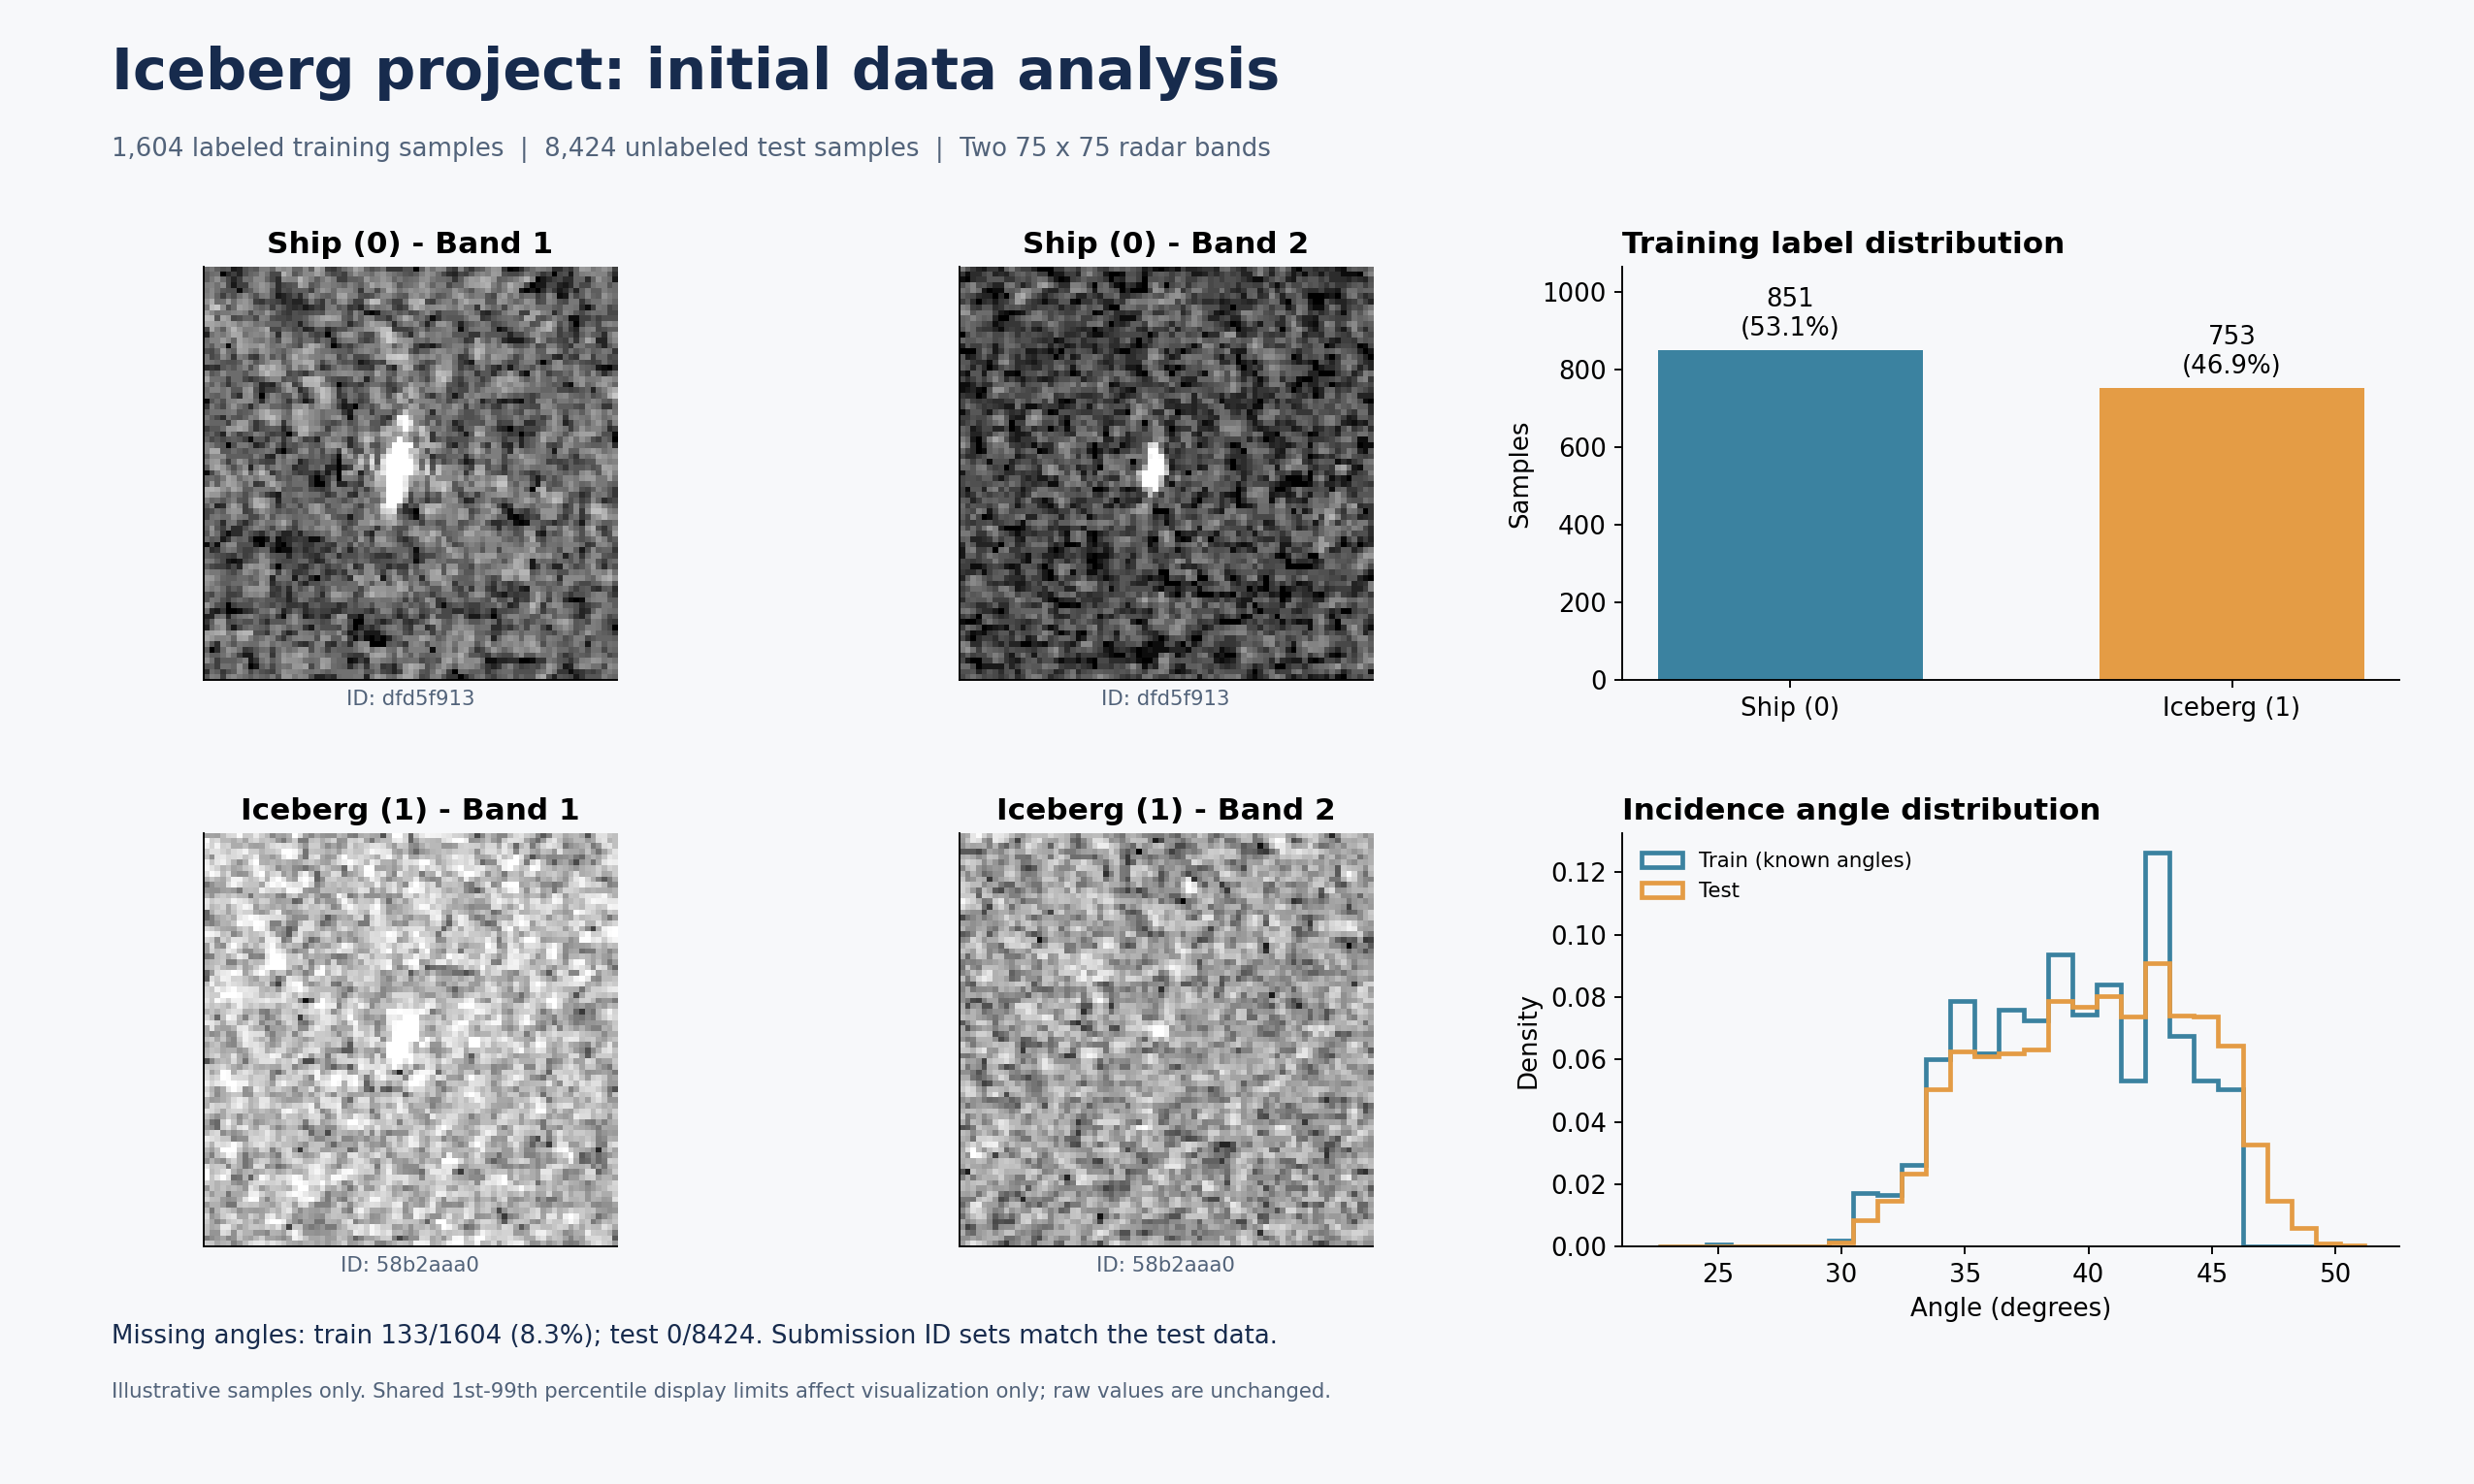 Iceberg project: initial data analysis
1,604 labeled training samples | 8,424 unlabeled test samples | Two 75 x 75 radar bands
Ship (0) - Band 1
ID: dfd5f913
Ship (0) - Band 2
ID: dfd5f913
Training label distribution
Samples
1000
800
600
400
200
0
851
(53.1%)
753
(46.9%)
Ship (0)
Iceberg (1)
Iceberg (1) - Band 1
ID: 58b2aaa0
Iceberg (1) - Band 2
ID: 58b2aaa0
Incidence angle distribution
Train (known angles)
Test
Density
0.12
0.10
0.08
0.06
0.04
0.02
0.00
25 30 35 40 45 50
Angle (degrees)
Missing angles: train 133/1604 (8.3%); test 0/8424. Submission ID sets match the test data.
Illustrative samples only. Shared 1st-99th percentile display limits affect visualization only; raw values are unchanged.